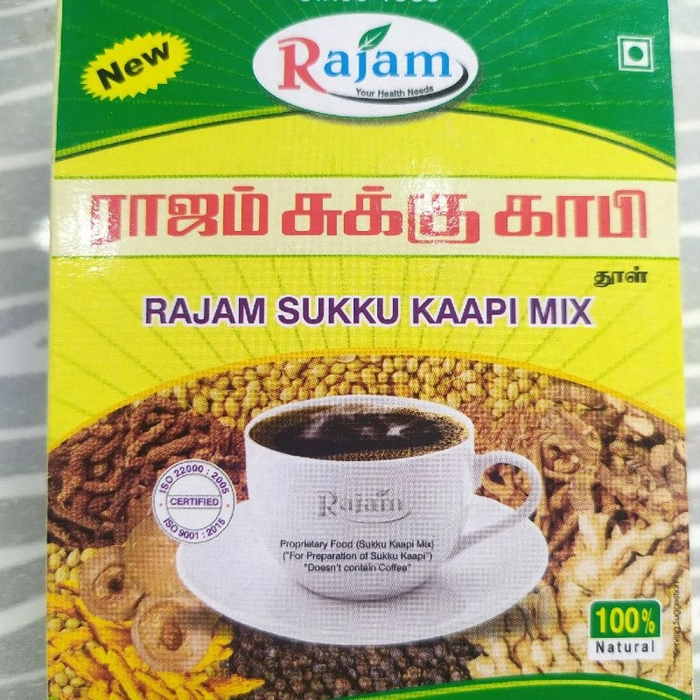 Rajam
Your Health Needs
New
ராஜம் சுக்கு காபி
தூள்
RAJAM SUKKU KAAPI MIX
ISO 22000 : 2005
CERTIFIED
ISO 9001 : 2015
Rajam
Proprietary Food (Sukku Kaapi Mix)
("For Preparation of Sukku Kaapi")
"Doesn't contain Coffee"
100%
Natural